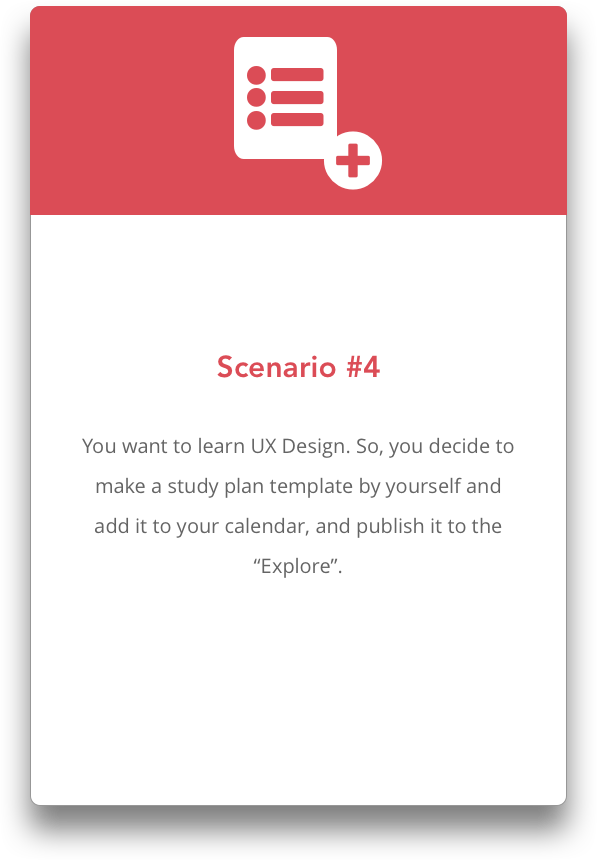 Scenario #4
You want to learn UX Design. So, you decide to
make a study plan template by yourself and
add it to your calendar, and publish it to the
“Explore”.